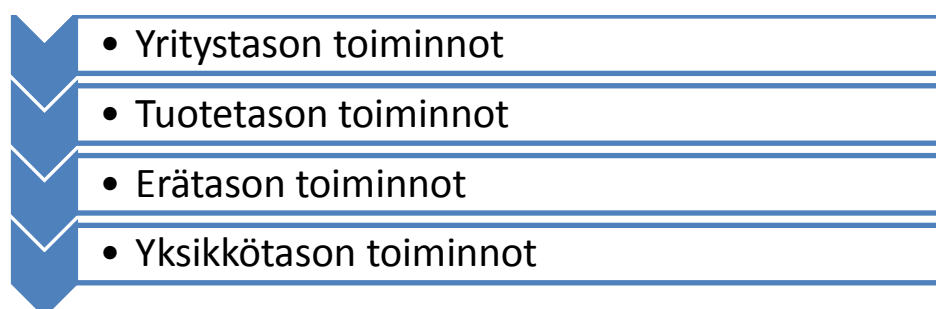 • Yritystason toiminnot
• Tuotetason toiminnot
• Erätason toiminnot
• Yksikkötason toiminnot